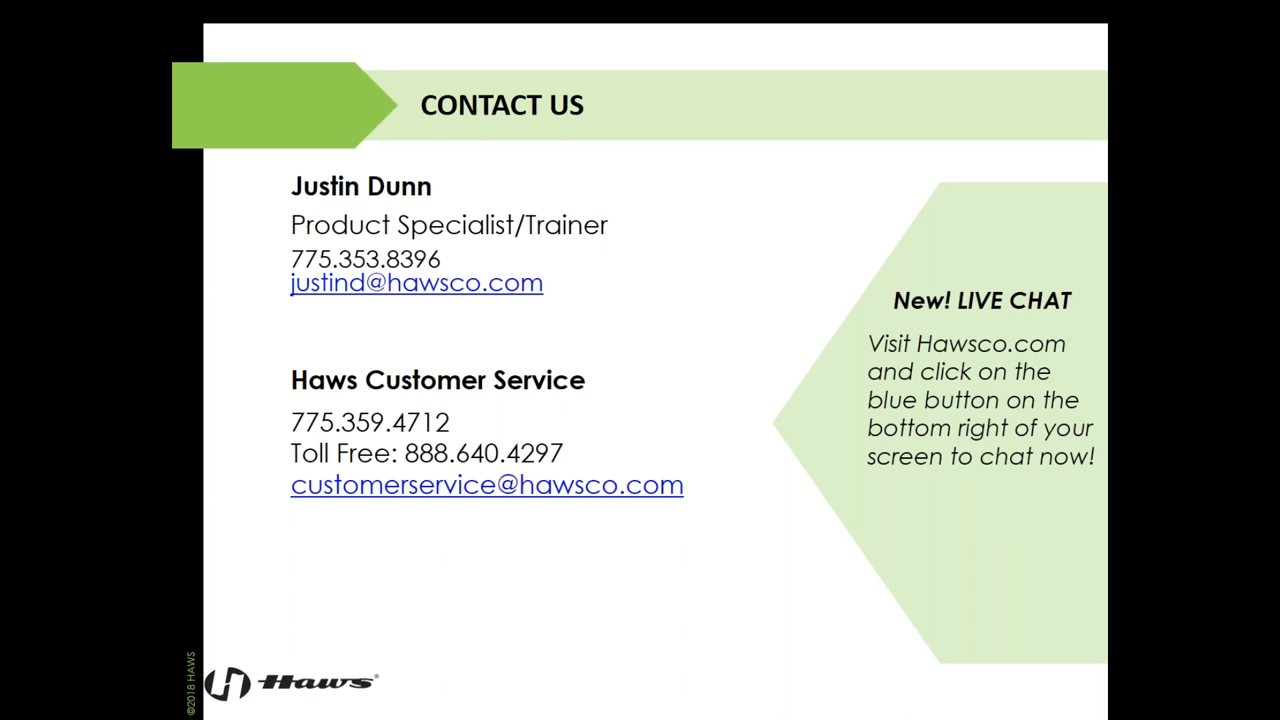 CONTACT US
Justin Dunn
Product Specialist/Trainer
775.353.8396
justind@hawsco.com
Haws Customer Service
775.359.4712
Toll Free: 888.640.4297
customerservice@hawsco.com
New! LIVE CHAT
Visit Hawsco.com
and click on the
blue button on the
bottom right of your
screen to chat now!
©2018 HAWS
Haws®